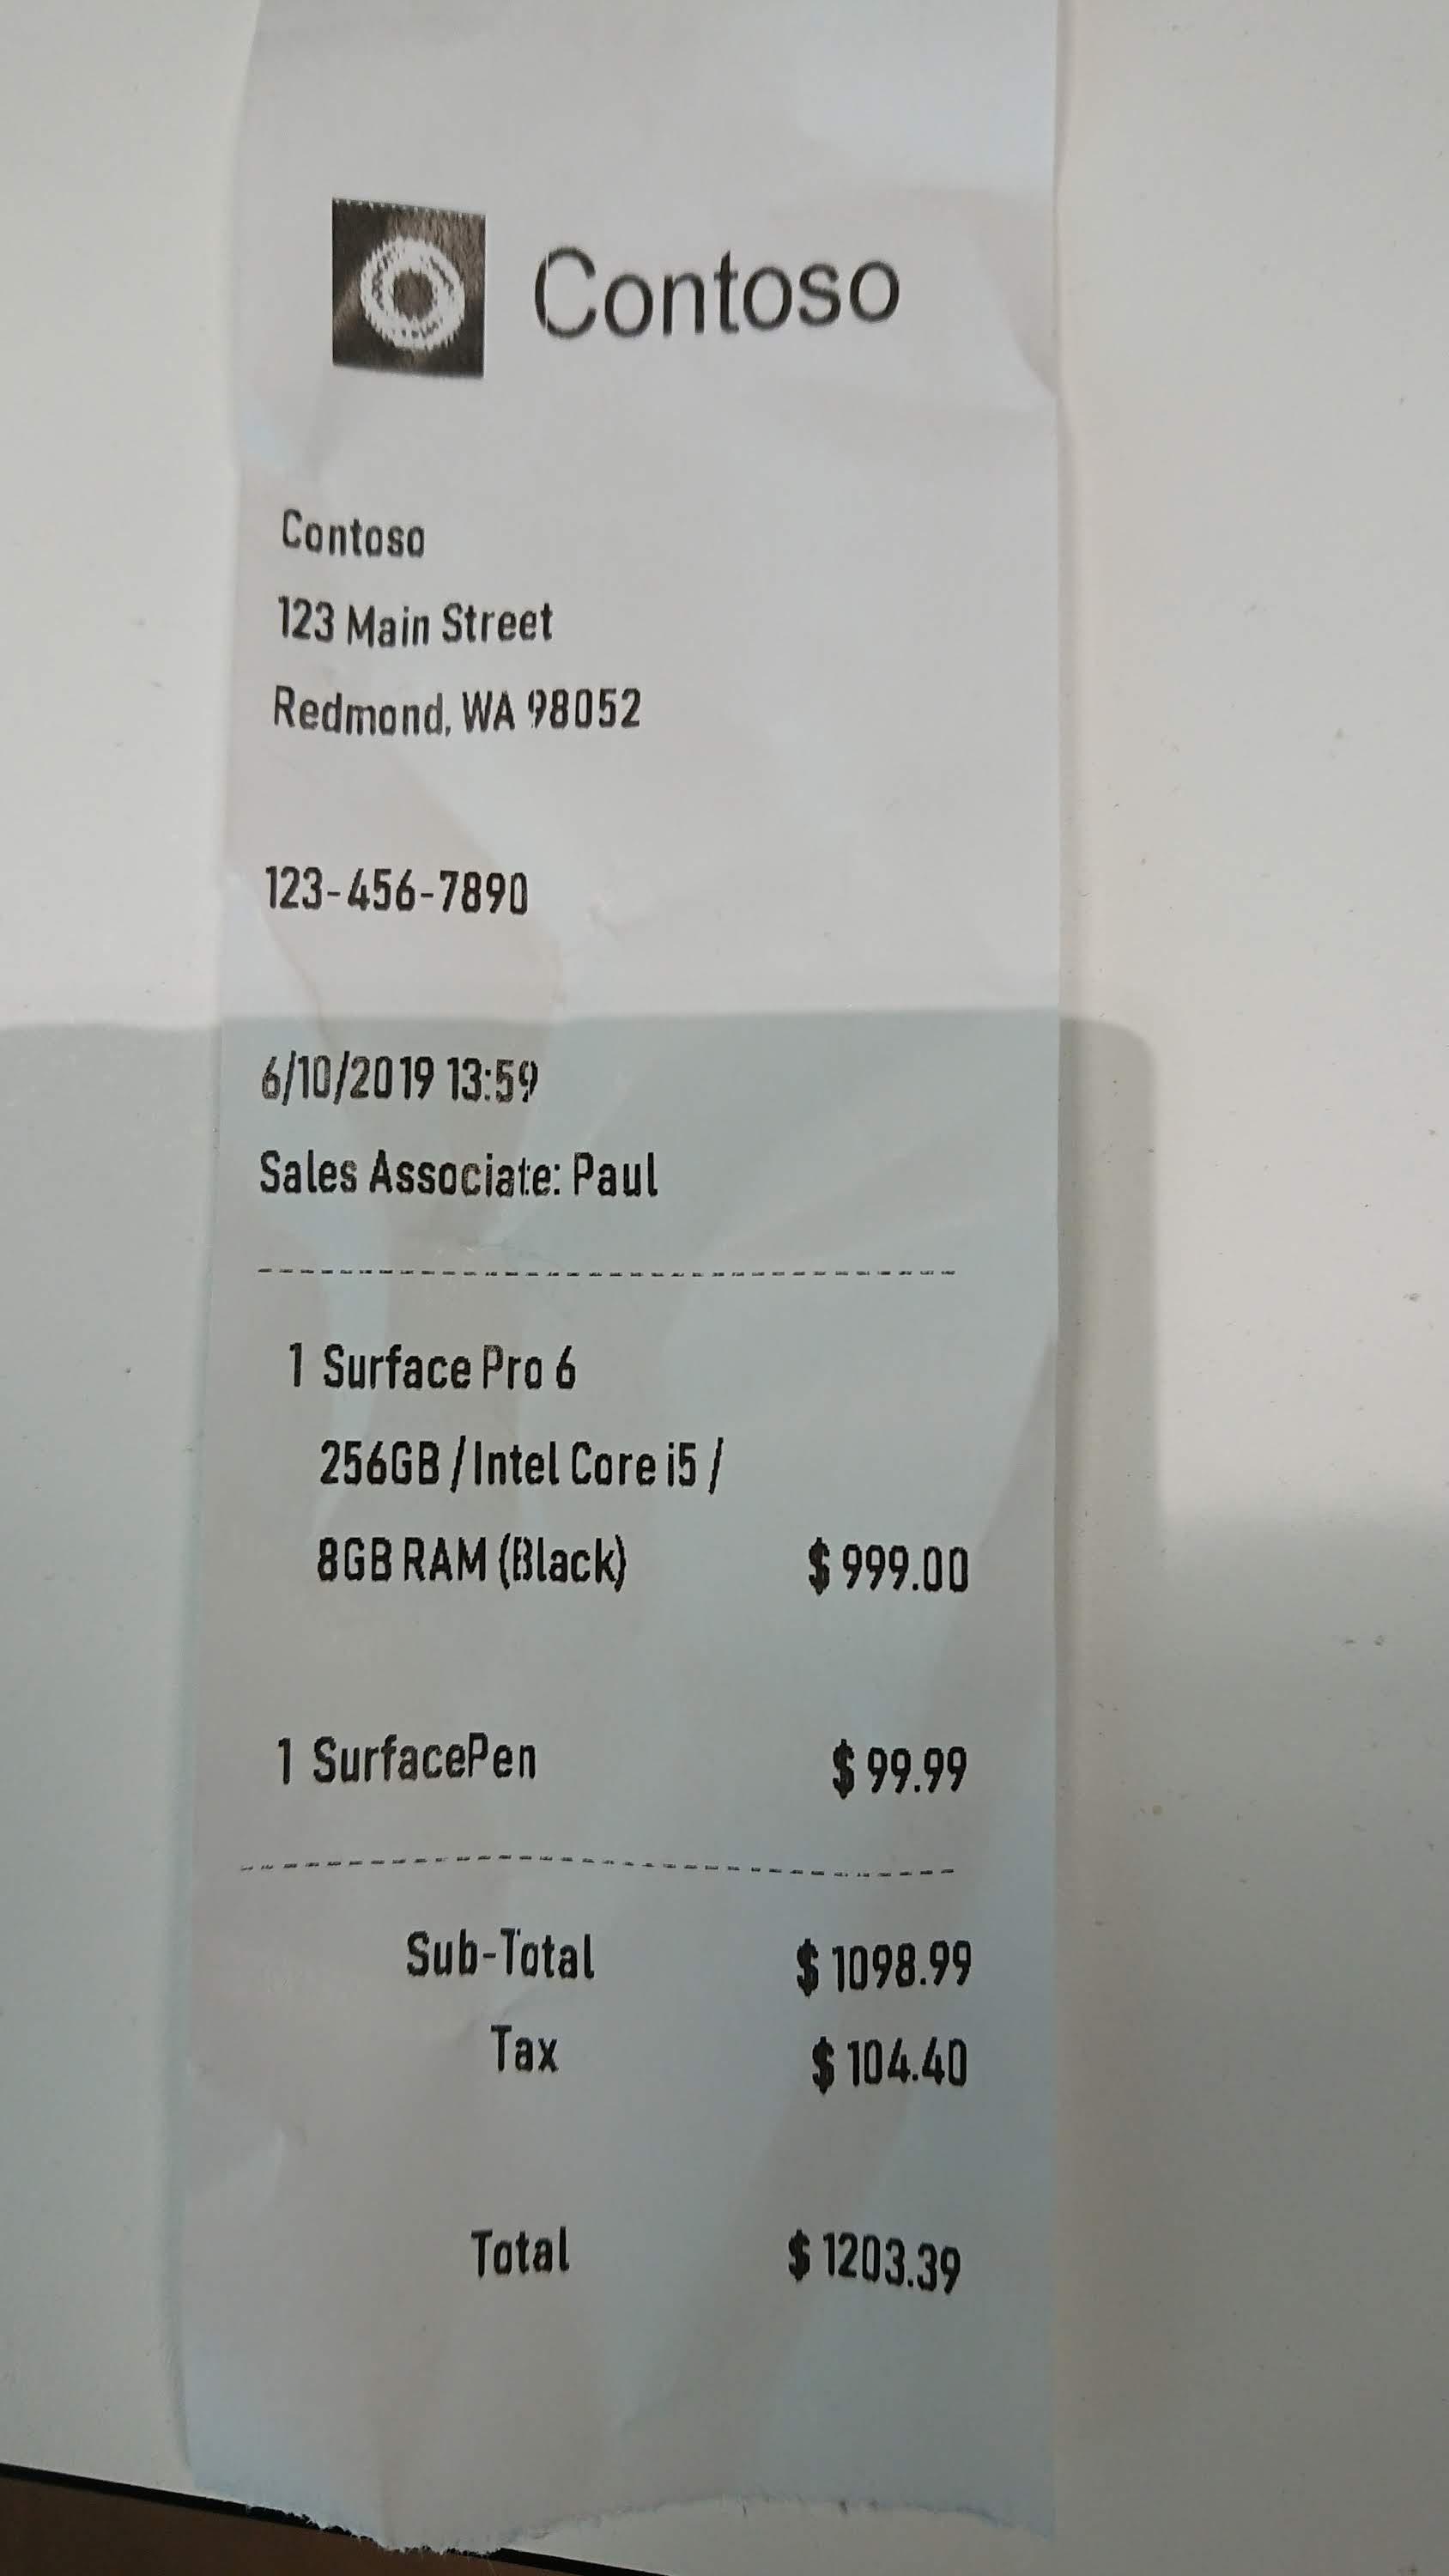 Contoso
Contoso
123 Main Street
Redmond, WA 98052
123-456-7890
6/10/2019 13:59
Sales Associate: Paul
1 Surface Pro 6
256GB / Intel Core i5 /
8GB RAM (Black) $ 999.00
1 SurfacePen $ 99.99
Sub-Total $ 1098.99
Tax $ 104.40
Total $ 1203.39